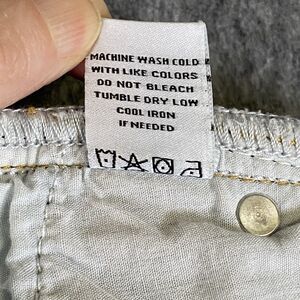 MACHINE WASH COLD
WITH LIKE COLORS
DO NOT BLEACH
TUMBLE DRY LOW
COOL IRON
IF NEEDED